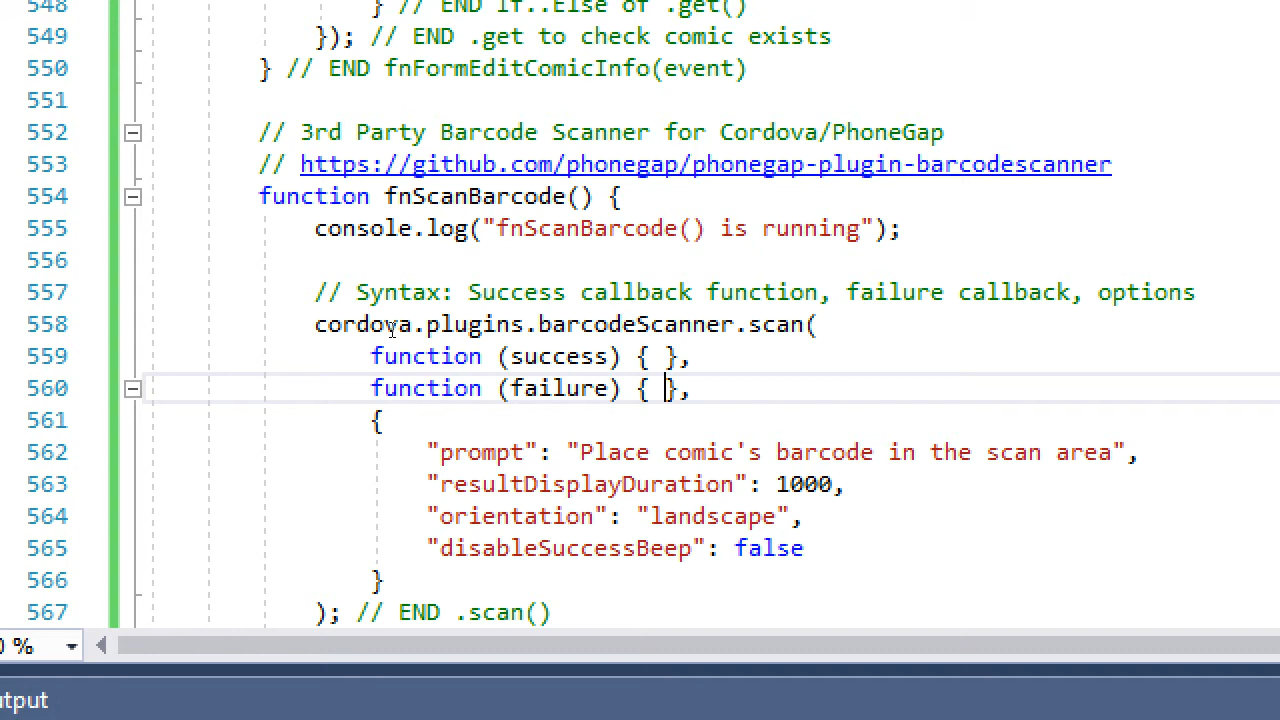 548 } // END If..Else of .get()
549 }); // END .get to check comic exists
550 } // END fnFormEditComicInfo(event)
551
552 // 3rd Party Barcode Scanner for Cordova/PhoneGap
553 // https://github.com/phonegap/phonegap-plugin-barcodescanner
554 function fnScanBarcode() {
555 console.log("fnScanBarcode() is running");
556
557 // Syntax: Success callback function, failure callback, options
558 cordova.plugins.barcodeScanner.scan(
559 function (success) { },
560 function (failure) { },
561 {
562 "prompt": "Place comic's barcode in the scan area",
563 "resultDisplayDuration": 1000,
564 "orientation": "landscape",
565 "disableSuccessBeep": false
566 }
567 ); // END .scan()
0 %
utput